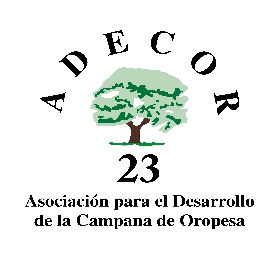 ADECOR
23
Asociación para el Desarrollo
de la Campana de Oropesa